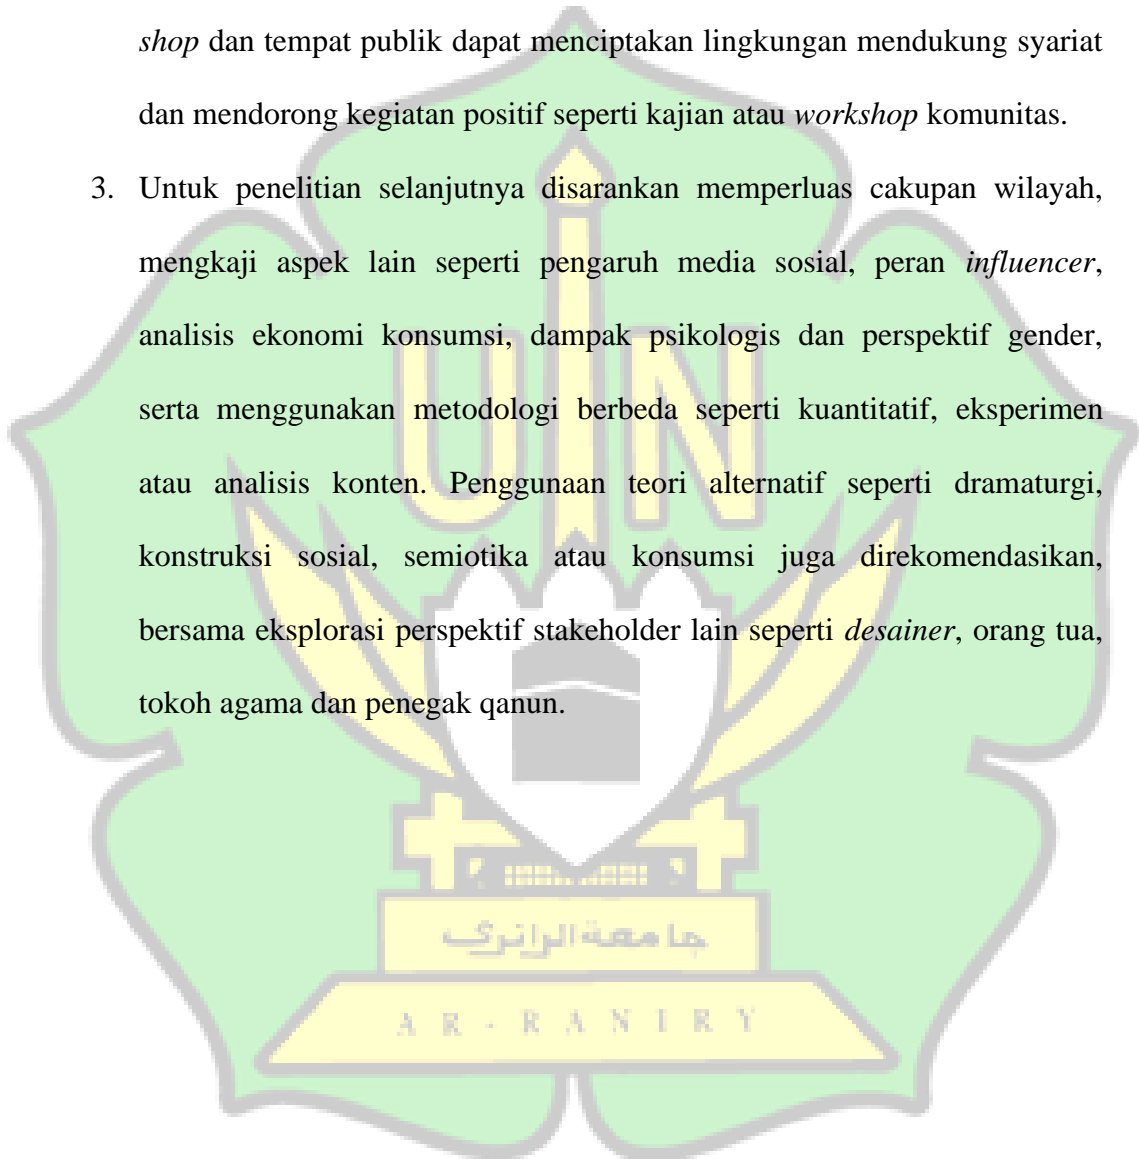 shop dan tempat publik dapat menciptakan lingkungan mendukung syariat
dan mendorong kegiatan positif seperti kajian atau workshop komunitas.
3. Untuk penelitian selanjutnya disarankan memperluas cakupan wilayah,
mengkaji aspek lain seperti pengaruh media sosial, peran influencer,
analisis ekonomi konsumsi, dampak psikologis dan perspektif gender,
serta menggunakan metodologi berbeda seperti kuantitatif, eksperimen
atau analisis konten. Penggunaan teori alternatif seperti dramaturgi,
konstruksi sosial, semiotika atau konsumsi juga direkomendasikan,
bersama eksplorasi perspektif stakeholder lain seperti desainer, orang tua,
tokoh agama dan penegak qanun.
UIN
جامعة الرانري
AR-RANIRY